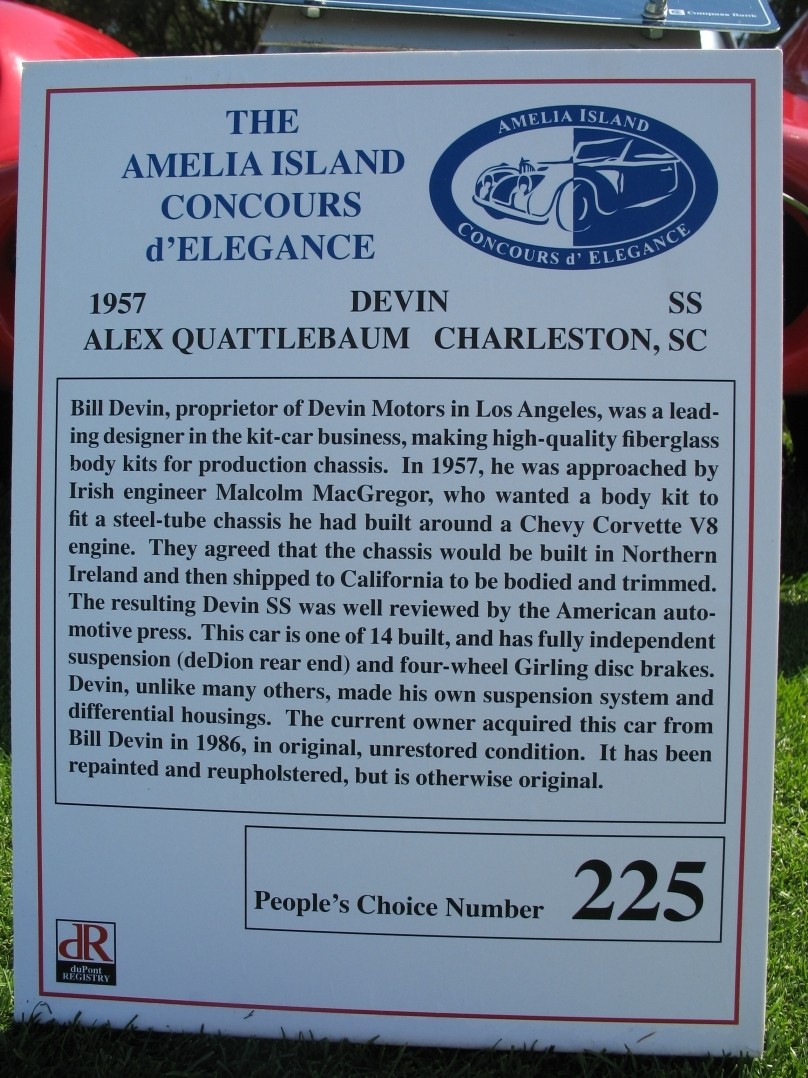 Compass Bank
THE
AMELIA ISLAND
CONCOURS
d'ELEGANCE
AMELIA ISLAND
CONCOURS d' ELEGANCE
1957 DEVIN SS
ALEX QUATTLEBAUM CHARLESTON, SC
Bill Devin, proprietor of Devin Motors in Los Angeles, was a lead-
ing designer in the kit-car business, making high-quality fiberglass
body kits for production chassis. In 1957, he was approached by
Irish engineer Malcolm MacGregor, who wanted a body kit to
fit a steel-tube chassis he had built around a Chevy Corvette V8
engine. They agreed that the chassis would be built in Northern
Ireland and then shipped to California to be bodied and trimmed.
The resulting Devin SS was well reviewed by the American auto-
motive press. This car is one of 14 built, and has fully independent
suspension (deDion rear end) and four-wheel Girling disc brakes.
Devin, unlike many others, made his own suspension system and
differential housings. The current owner acquired this car from
Bill Devin in 1986, in original, unrestored condition. It has been
repainted and reupholstered, but is otherwise original.
People's Choice Number 225
dR
duPont
REGISTRY